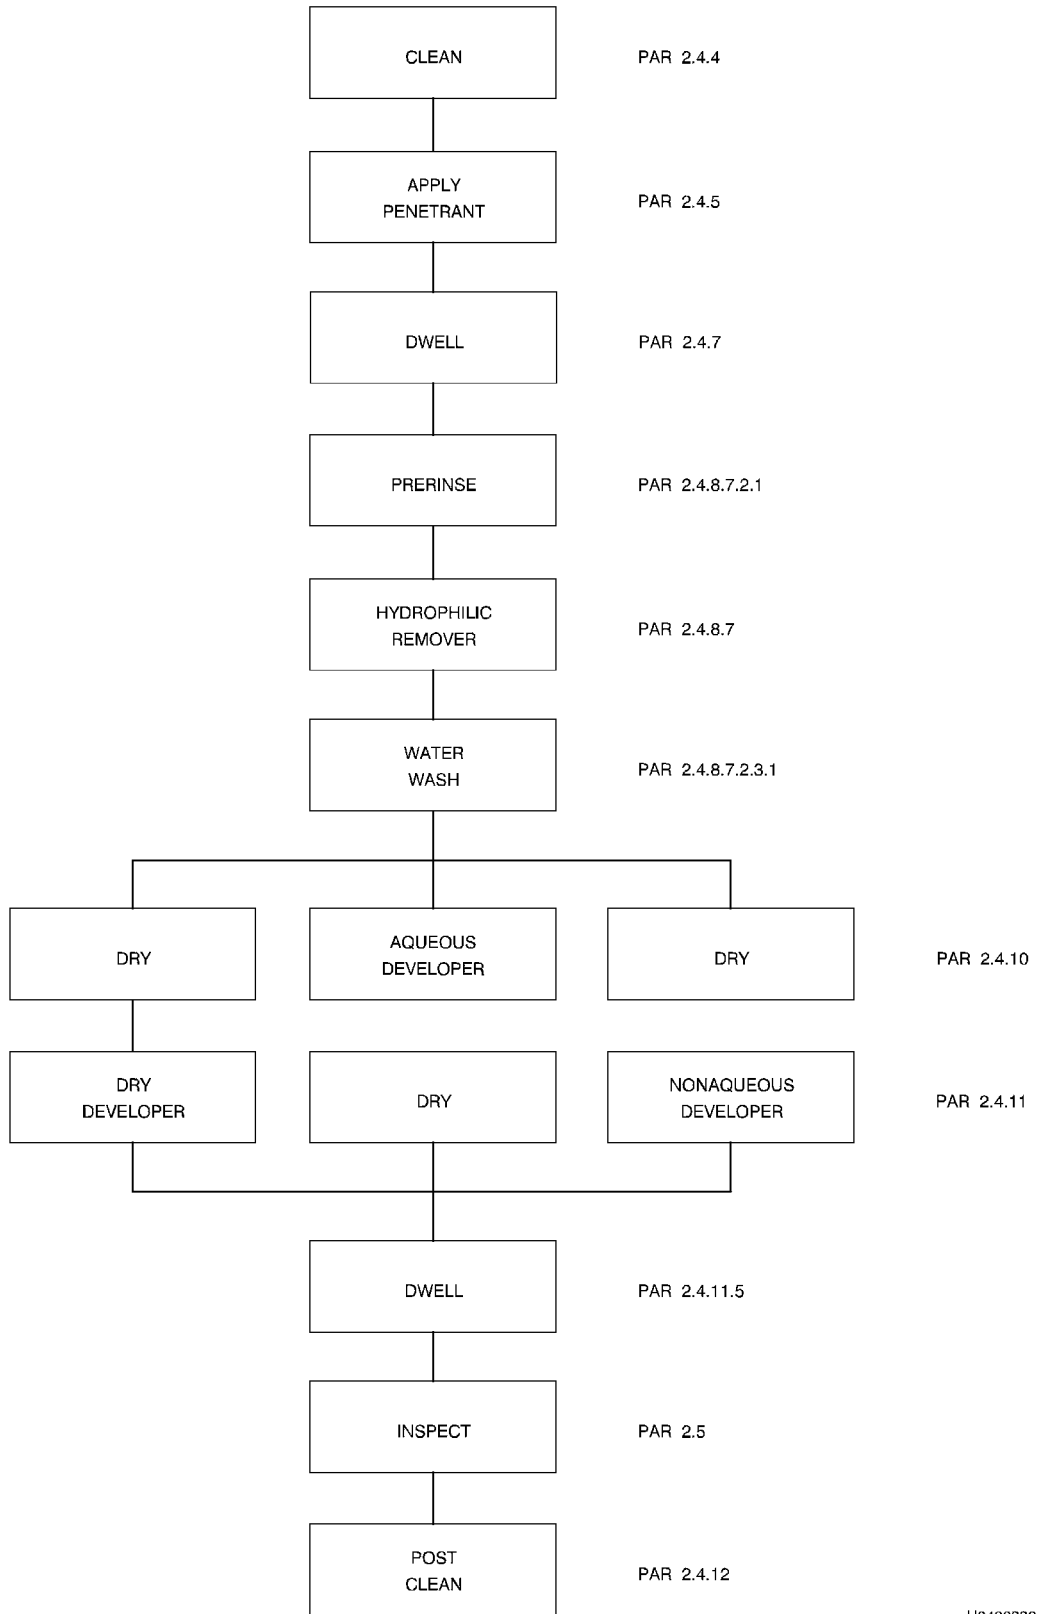 CLEAN
PAR 2.4.4
APPLY
PENETRANT
PAR 2.4.5
DWELL
PAR 2.4.7
PRERINSE
PAR 2.4.8.7.2.1
HYDROPHILIC
REMOVER
PAR 2.4.8.7
WATER
WASH
PAR 2.4.8.7.2.3.1
DRY
AQUEOUS
DEVELOPER
DRY
PAR 2.4.10
DRY
DEVELOPER
DRY
NONAQUEOUS
DEVELOPER
PAR 2.4.11
DWELL
PAR 2.4.11.5
INSPECT
PAR 2.5
POST
CLEAN
PAR 2.4.12